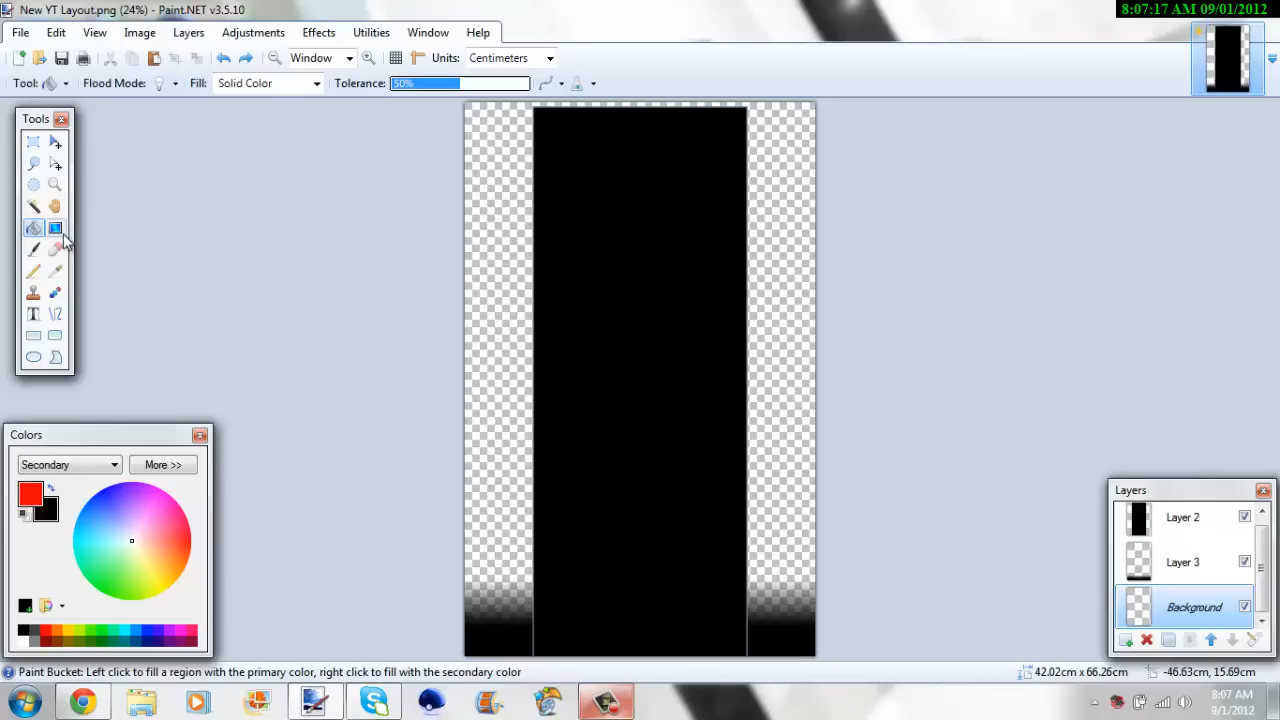 New YT Layout.png (24%) - Paint.NET v3.5.10
8:07:17 AM 09/01/2012
File Edit View Image Layers Adjustments Effects Utilities Window Help
Window Units: Centimeters
Tool: Flood Mode: Fill: Solid Color Tolerance: 50%
Tools
Colors
Secondary More >>
Layers
Layer 2
Layer 3
Background
Paint Bucket: Left click to fill a region with the primary color, right click to fill with the secondary color
42.02cm x 66.26cm
-46.63cm, 15.69cm
8:07 AM
9/1/2012